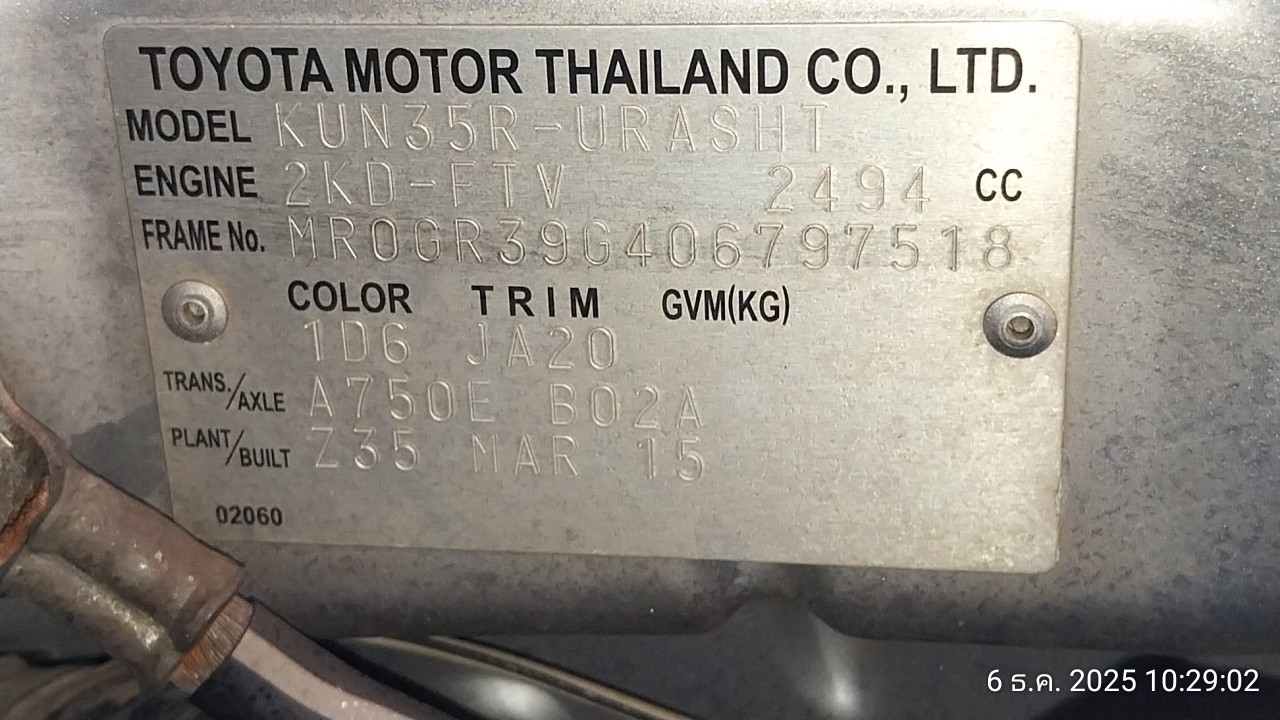 TOYOTA MOTOR THAILAND CO., LTD.
MODEL KUN35R-URASHT
ENGINE 2KD-FTV 2494 CC
FRAME No. MR0GR39G406797518
COLOR TRIM GVM(KG)
1D6 JA20
TRANS./AXLE A750E B02A
PLANT/BUILT Z35 MAR 15
02060
6 ธ.ค. 2025 10:29:02